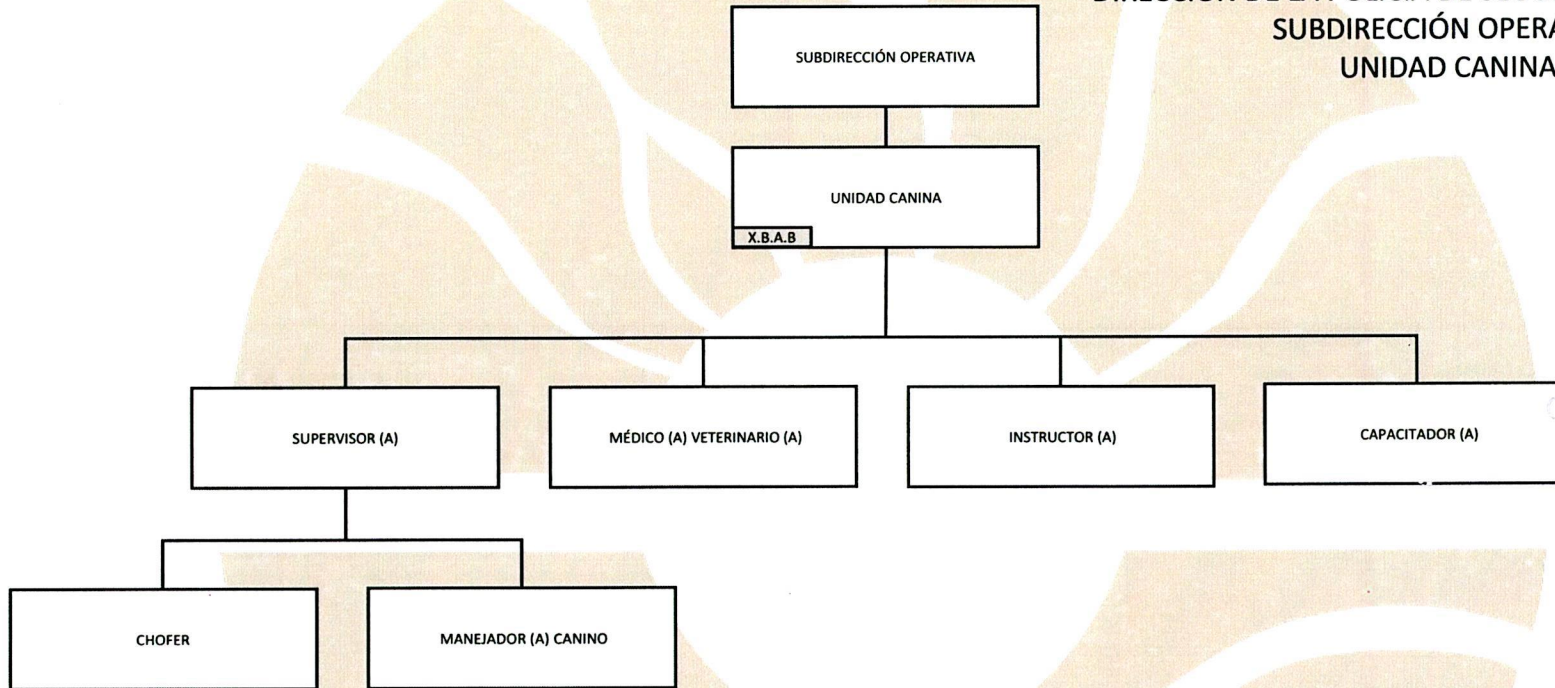 SUBDIRECCIÓN OPERA
UNIDAD CANINA
SUBDIRECCIÓN OPERATIVA
UNIDAD CANINA
X.B.A.B
SUPERVISOR (A)
MÉDICO (A) VETERINARIO (A)
INSTRUCTOR (A)
CAPACITADOR (A)
CHOFER
MANEJADOR (A) CANINO